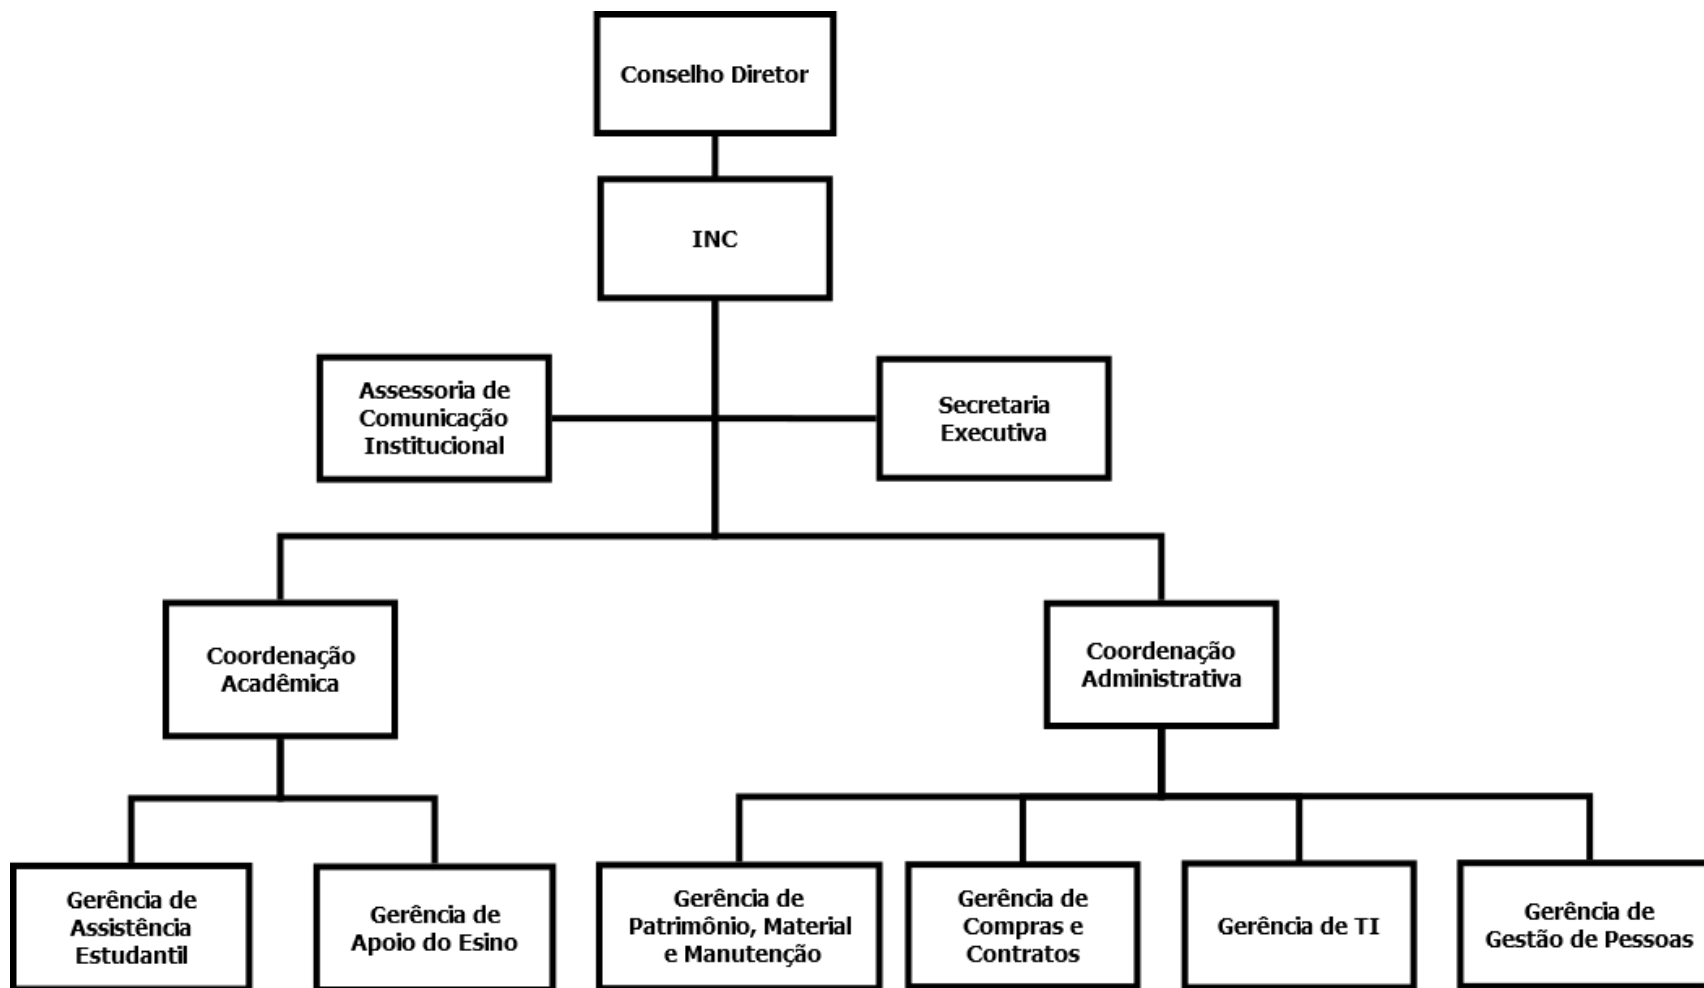 Conselho Diretor
INC
Assessoria de
Comunicação
Institucional
Secretaria
Executiva
Coordenação
Acadêmica
Coordenação
Administrativa
Gerência de
Assistência
Estudantil
Gerência de
Apoio do Esino
Gerência de
Patrimônio, Material
e Manutenção
Gerência de
Compras e
Contratos
Gerência de TI
Gerência de
Gestão de Pessoas